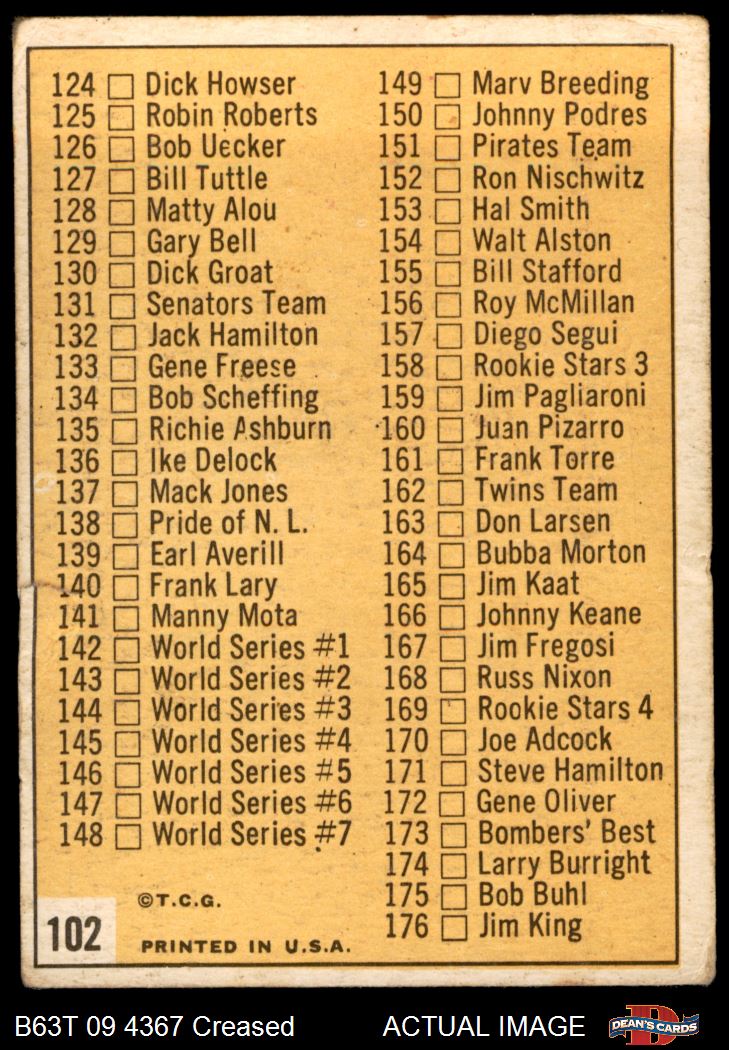 124 Dick Howser
125 Robin Roberts
126 Bob Uecker
127 Bill Tuttle
128 Matty Alou
129 Gary Bell
130 Dick Groat
131 Senators Team
132 Jack Hamilton
133 Gene Freese
134 Bob Scheffing
135 Richie Ashburn
136 Ike Delock
137 Mack Jones
138 Pride of N. L.
139 Earl Averill
140 Frank Lary
141 Manny Mota
142 World Series #1
143 World Series #2
144 World Series #3
145 World Series #4
146 World Series #5
147 World Series #6
148 World Series #7
149 Marv Breeding
150 Johnny Podres
151 Pirates Team
152 Ron Nischwitz
153 Hal Smith
154 Walt Alston
155 Bill Stafford
156 Roy McMillan
157 Diego Segui
158 Rookie Stars 3
159 Jim Pagliaroni
160 Juan Pizarro
161 Frank Torre
162 Twins Team
163 Don Larsen
164 Bubba Morton
165 Jim Kaat
166 Johnny Keane
167 Jim Fregosi
168 Russ Nixon
169 Rookie Stars 4
170 Joe Adcock
171 Steve Hamilton
172 Gene Oliver
173 Bombers' Best
174 Larry Burright
175 Bob Buhl
176 Jim King
©T.C.G.
102
PRINTED IN U.S.A.
B63T 09 4367 Creased
ACTUAL IMAGE
D
DEAN'S CARDS